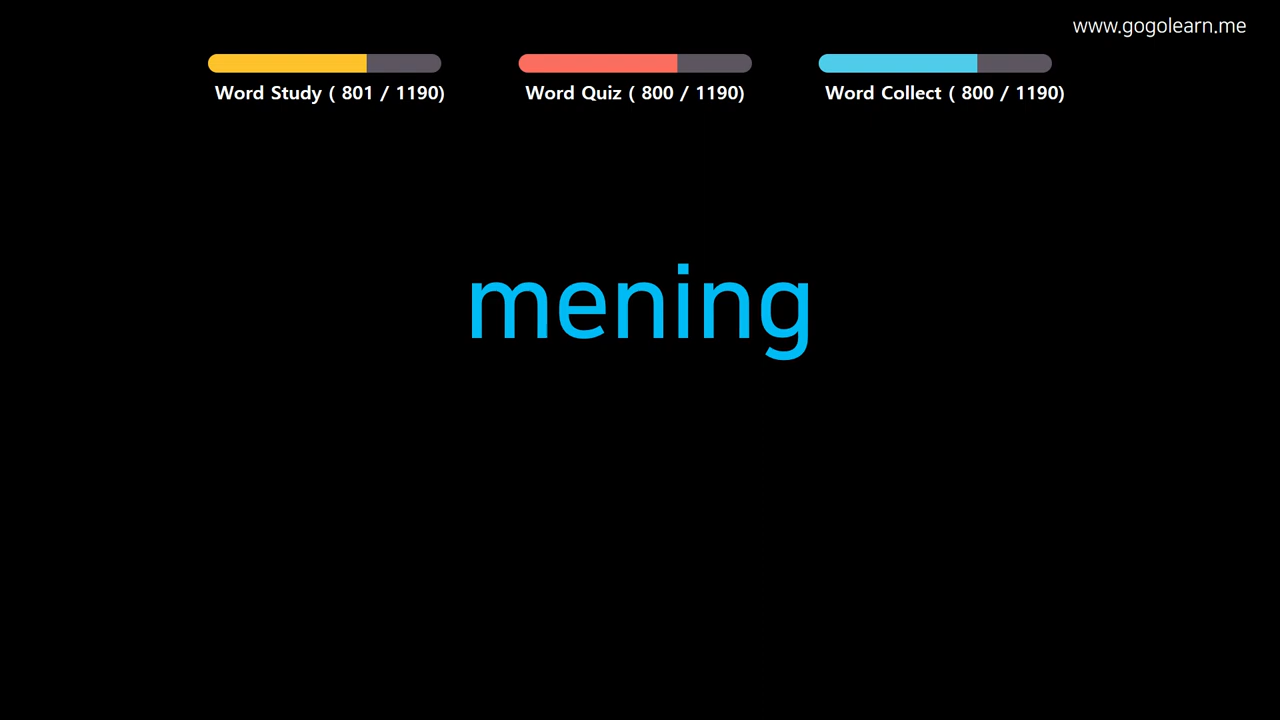 www.gogolearn.me
Word Study ( 801 / 1190)
Word Quiz ( 800 / 1190)
Word Collect ( 800 / 1190)
mening